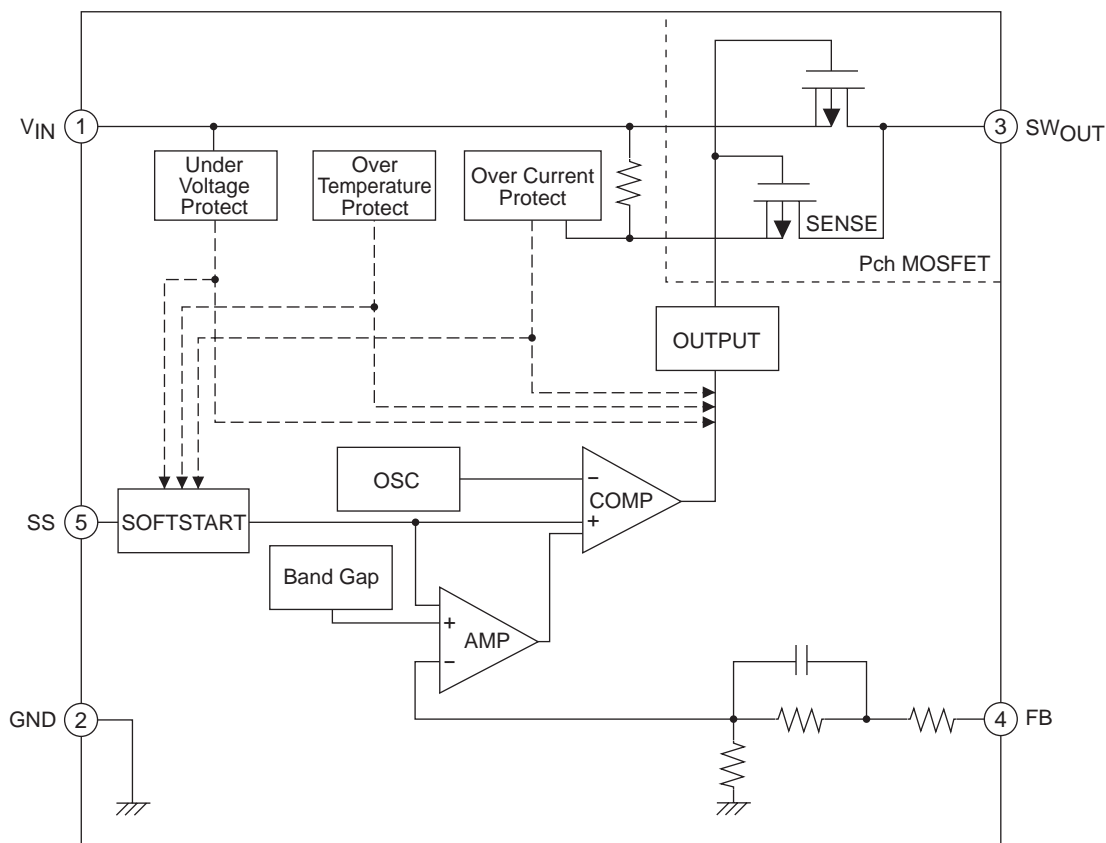 VIN 1
3 SWOUT
Under
Voltage
Protect
Over
Temperature
Protect
Over Current
Protect
SENSE
Pch MOSFET
OUTPUT
OSC
−
COMP
+
SS 5
SOFTSTART
Band Gap
+
AMP
−
GND 2
4 FB